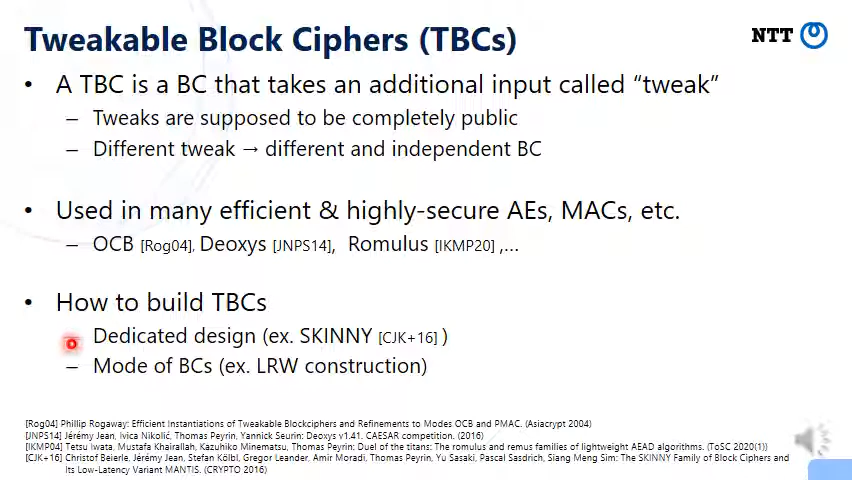 Tweakable Block Ciphers (TBCs)
NTT
• A TBC is a BC that takes an additional input called “tweak”
– Tweaks are supposed to be completely public
– Different tweak → different and independent BC
• Used in many efficient & highly-secure AEs, MACs, etc.
– OCB [Rog04], Deoxys [JNPS14], Romulus [IKMP20] ,...
• How to build TBCs
– Dedicated design (ex. SKINNY [CJK+16] )
– Mode of BCs (ex. LRW construction)
[Rog04] Phillip Rogaway: Efficient Instantiations of Tweakable Blockciphers and Refinements to Modes OCB and PMAC. (Asiacrypt 2004)
[JNPS14] Jérémy Jean, Ivica Nikolić, Thomas Peyrin, Yannick Seurin: Deoxys v1.41. CAESAR competition. (2016)
[IKMP04] Tetsu Iwata, Mustafa Khairallah, Kazuhiko Minematsu, Thomas Peyrin: Duel of the titans: The romulus and remus families of lightweight AEAD algorithms. (ToSC 2020(1))
[CJK+16] Christof Beierle, Jérémy Jean, Stefan Kölbl, Gregor Leander, Amir Moradi, Thomas Peyrin, Yu Sasaki, Pascal Sasdrich, Siang Meng Sim: The SKINNY Family of Block Ciphers and
Its Low-Latency Variant MANTIS. (CRYPTO 2016)